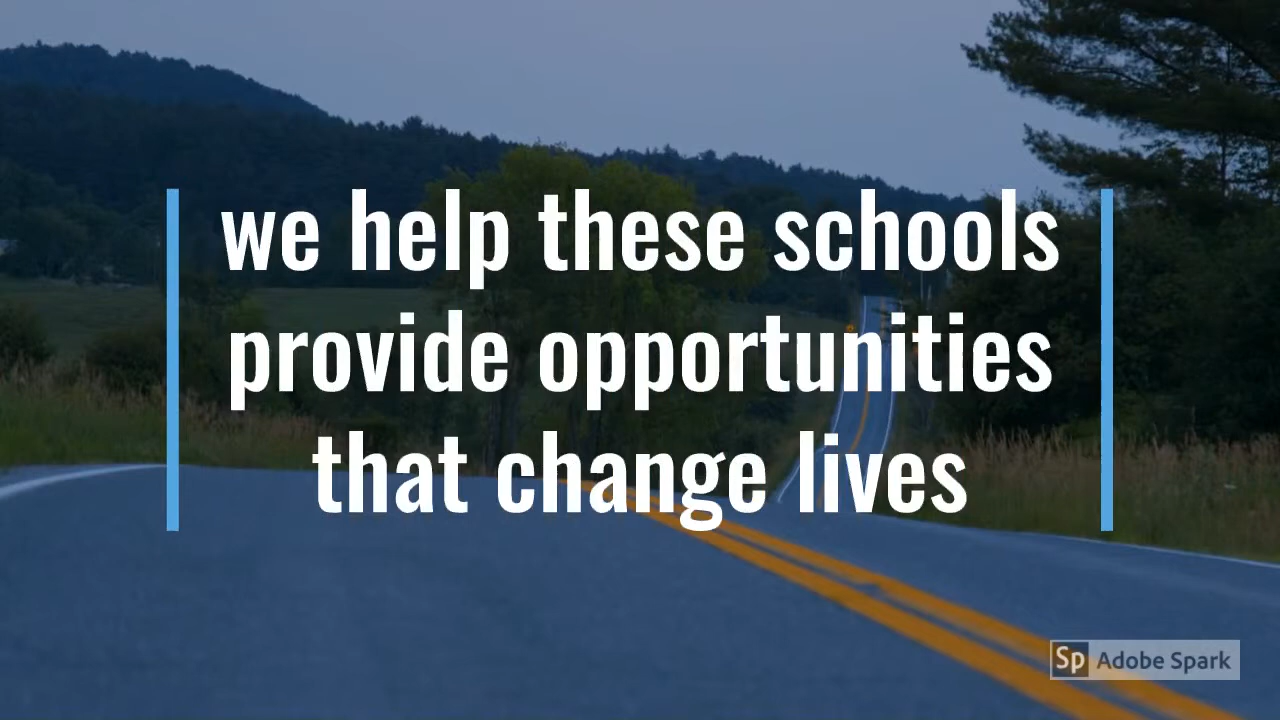 we help these schools
provide opportunities
that change lives
Sp Adobe Spark